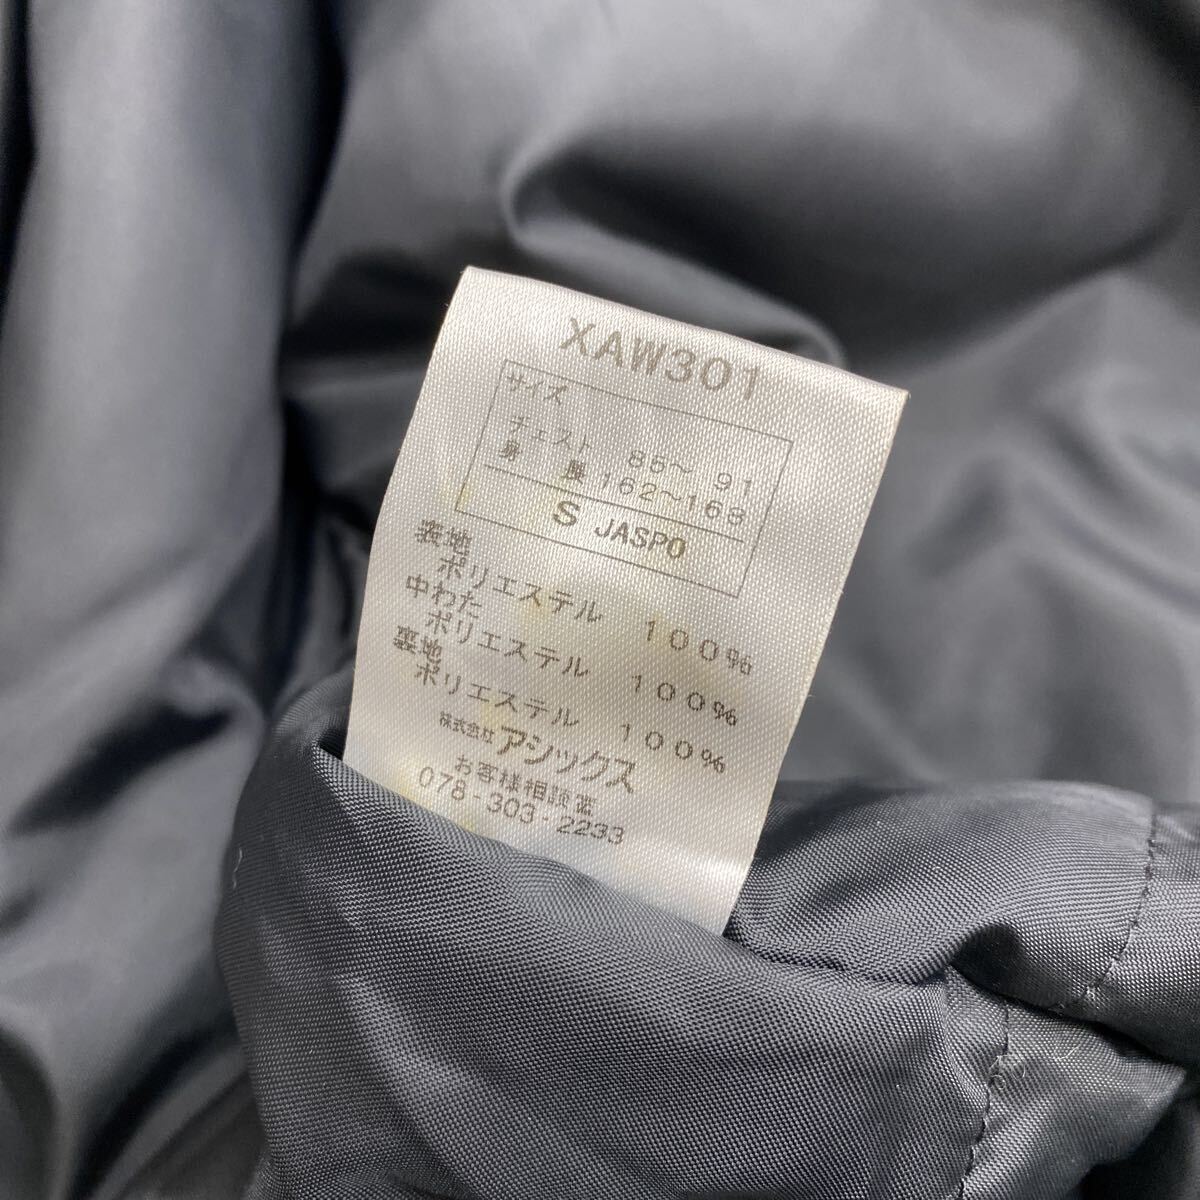 XAW301
サイズ
チェスト 85～ 91
身 長 162～168
S JASPO
表地
ポリエステル 100%
中わた
ポリエステル 100%
裏地
ポリエステル 100%
株式会社 アシックス
お客様相談室
078-303-2233